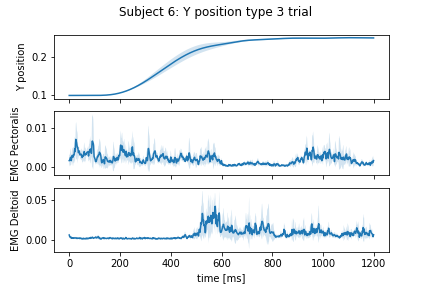 Subject 6: Y position type 3 trial
Y position
0.2
0.1
EMG Pectoralis
0.01
0.00
EMG Deltoid
0.05
0.00
0 200 400 600 800 1000 1200
time [ms]